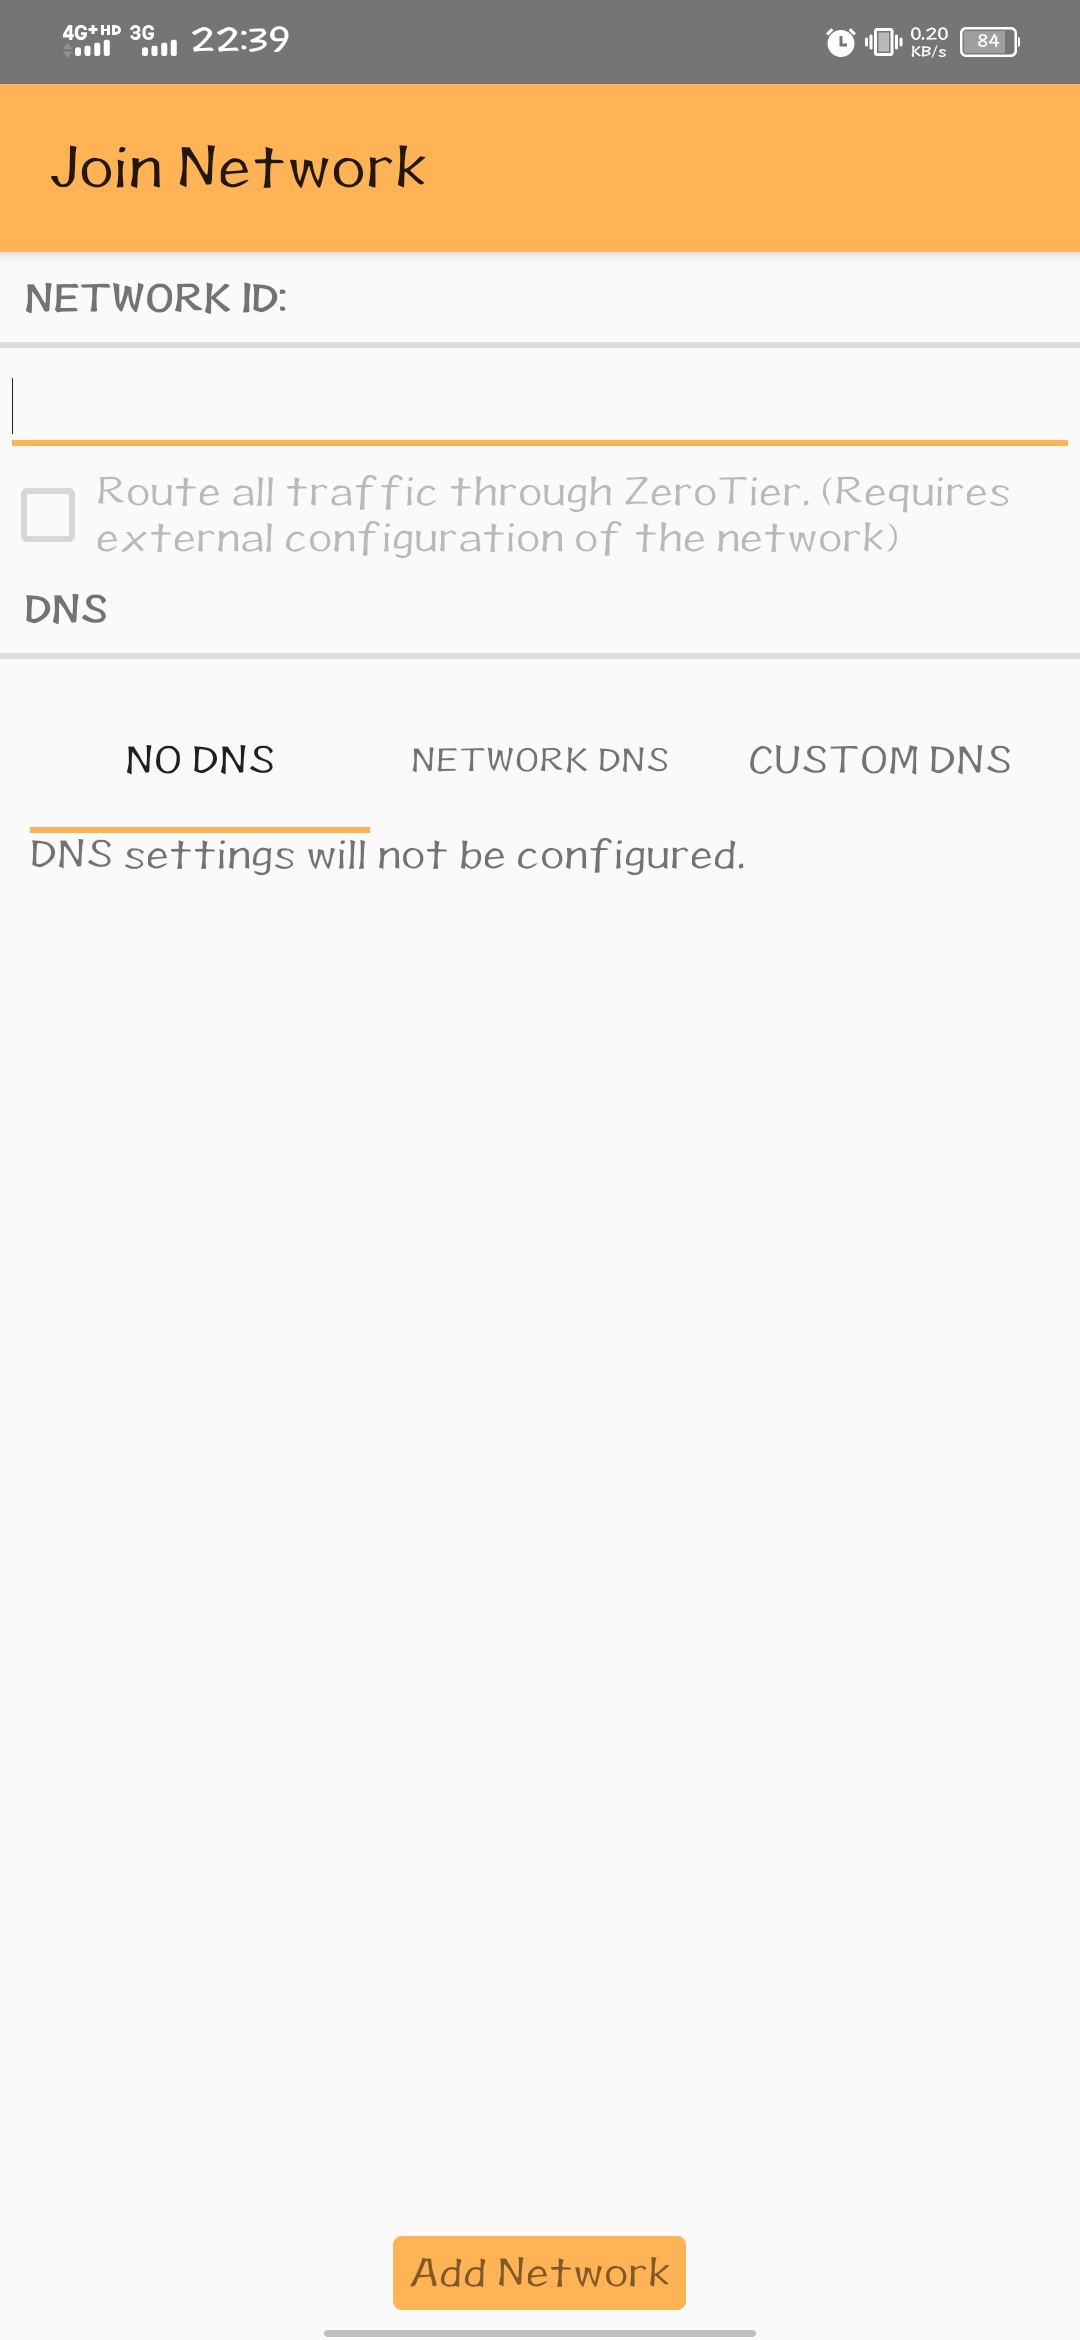 4G+ HD 3G 22:39 0.20 KB/s 84
Join Network
NETWORK ID:
Route all traffic through ZeroTier. (Requires
external configuration of the network)
DNS
NO DNS NETWORK DNS CUSTOM DNS
DNS settings will not be configured.
Add Network